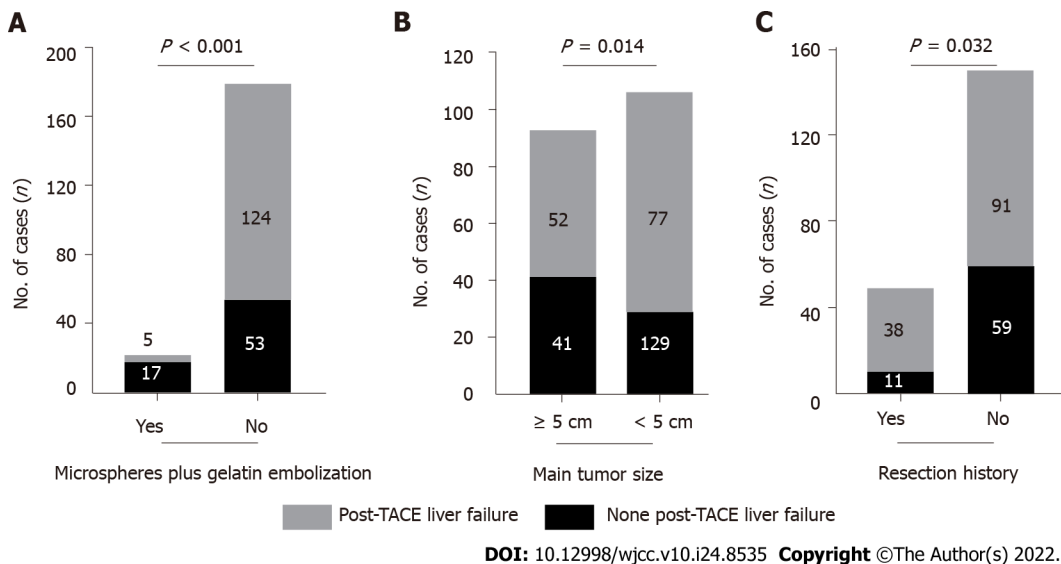 A
P < 0.001
No. of cases (n)
200
160
120
80
40
0
124
5
53
17
Yes No
Microspheres plus gelatin embolization
B
P = 0.014
No. of cases (n)
120
100
80
60
40
20
0
52 77
41 129
≥ 5 cm < 5 cm
Main tumor size
C
P = 0.032
No. of cases (n)
160
120
80
40
0
91
38
59
11
Yes No
Resection history
Post-TACE liver failure None post-TACE liver failure
DOI: 10.12998/wjcc.v10.i24.8535 Copyright ©The Author(s) 2022.